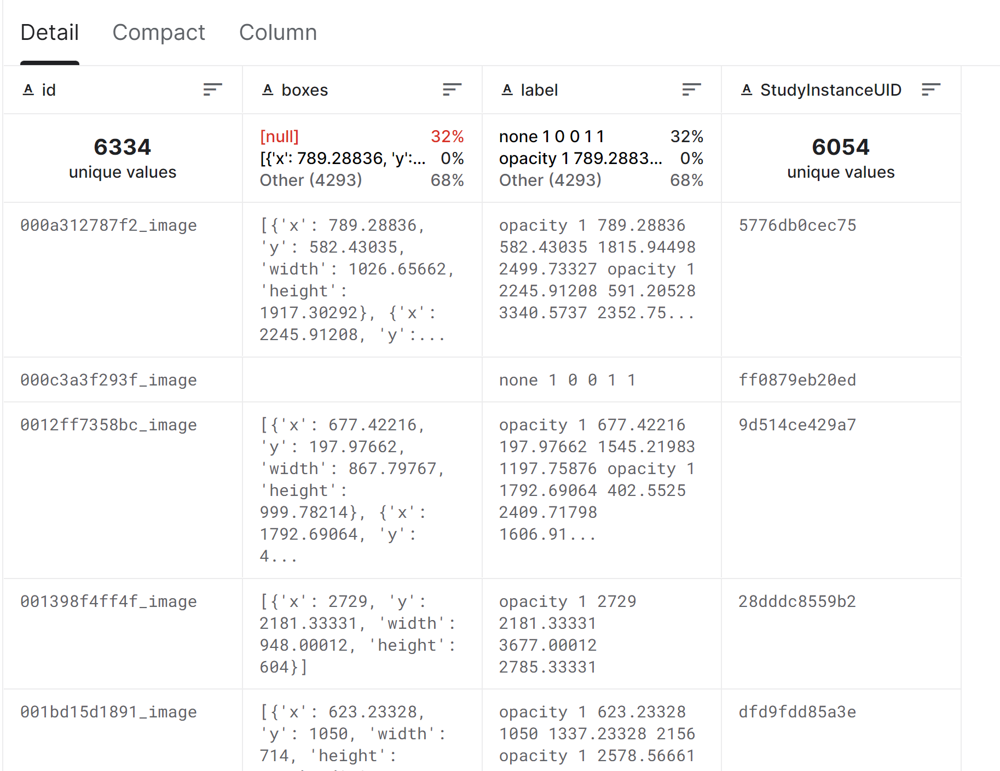 Detail Compact Column
A id A boxes A label A StudyInstanceUID
6334
unique values
[null] 32%
[{'x': 789.28836, 'y':... 0%
Other (4293) 68%
none 1 0 0 1 1 32%
opacity 1 789.2883... 0%
Other (4293) 68%
6054
unique values
000a312787f2_image
[{'x': 789.28836,
'y': 582.43035,
'width': 1026.65662,
'height':
1917.30292}, {'x':
2245.91208, 'y':...
opacity 1 789.28836
582.43035 1815.94498
2499.73327 opacity 1
2245.91208 591.20528
3340.5737 2352.75...
5776db0cec75
000c3a3f293f_image
none 1 0 0 1 1
ff0879eb20ed
0012ff7358bc_image
[{'x': 677.42216,
'y': 197.97662,
'width': 867.79767,
'height':
999.78214}, {'x':
1792.69064, 'y':
4...
opacity 1 677.42216
197.97662 1545.21983
1197.75876 opacity 1
1792.69064 402.5525
2409.71798
1606.91...
9d514ce429a7
001398f4ff4f_image
[{'x': 2729, 'y':
2181.33331, 'width':
948.00012, 'height':
604}]
opacity 1 2729
2181.33331
3677.00012
2785.33331
28dddc8559b2
001bd15d1891_image
[{'x': 623.23328,
'y': 1050, 'width':
714, 'height':
opacity 1 623.23328
1050 1337.23328 2156
opacity 1 2578.56661
dfd9fdd85a3e